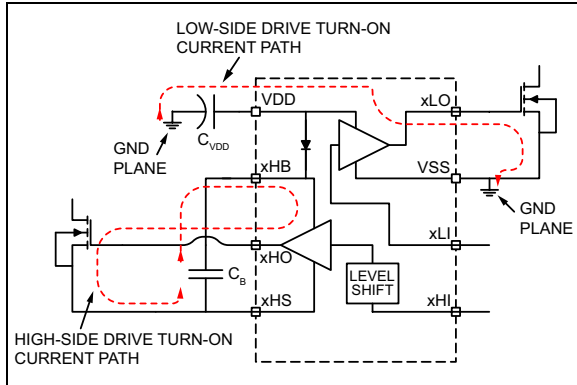 LOW-SIDE DRIVE TURN-ON
CURRENT PATH
VDD
xLO
GND
PLANE
CVDD
xHB
VSS
GND
PLANE
xHO
xLI
CB
LEVEL
SHIFT
xHS
xHI
HIGH-SIDE DRIVE TURN-ON
CURRENT PATH